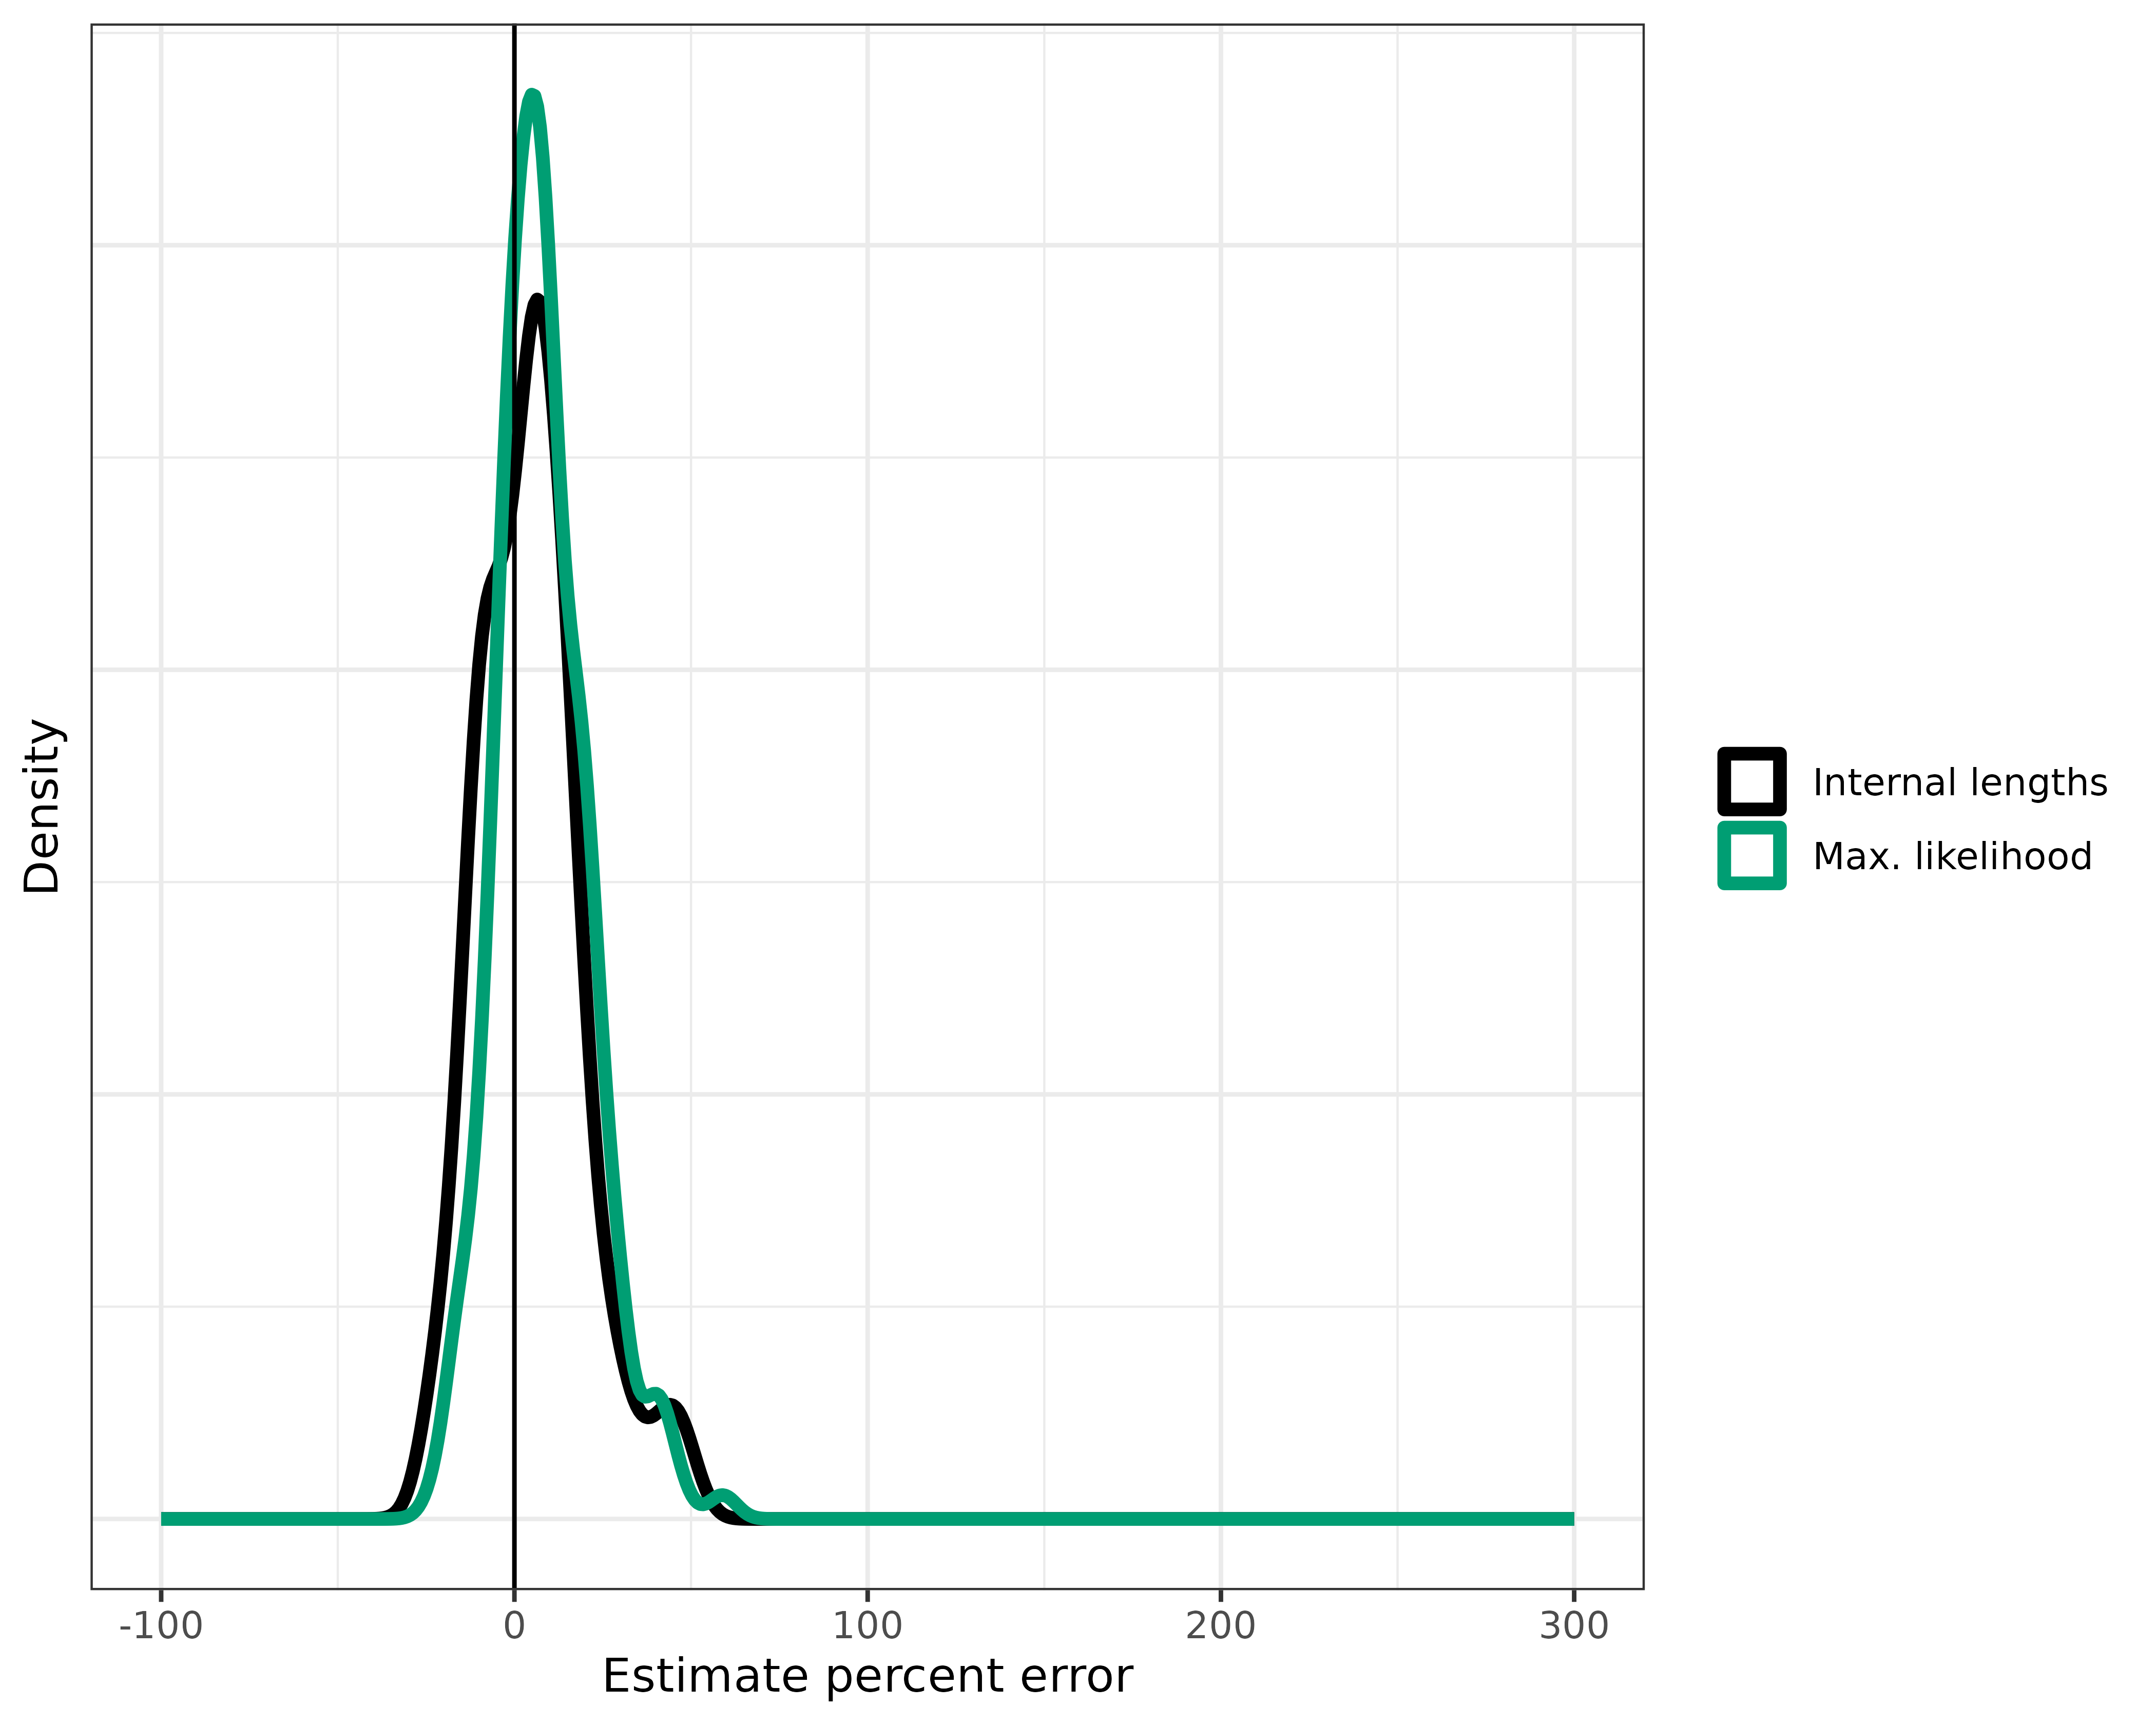 Density
Internal lengths
Max. likelihood
-100 0 100 200 300
Estimate percent error